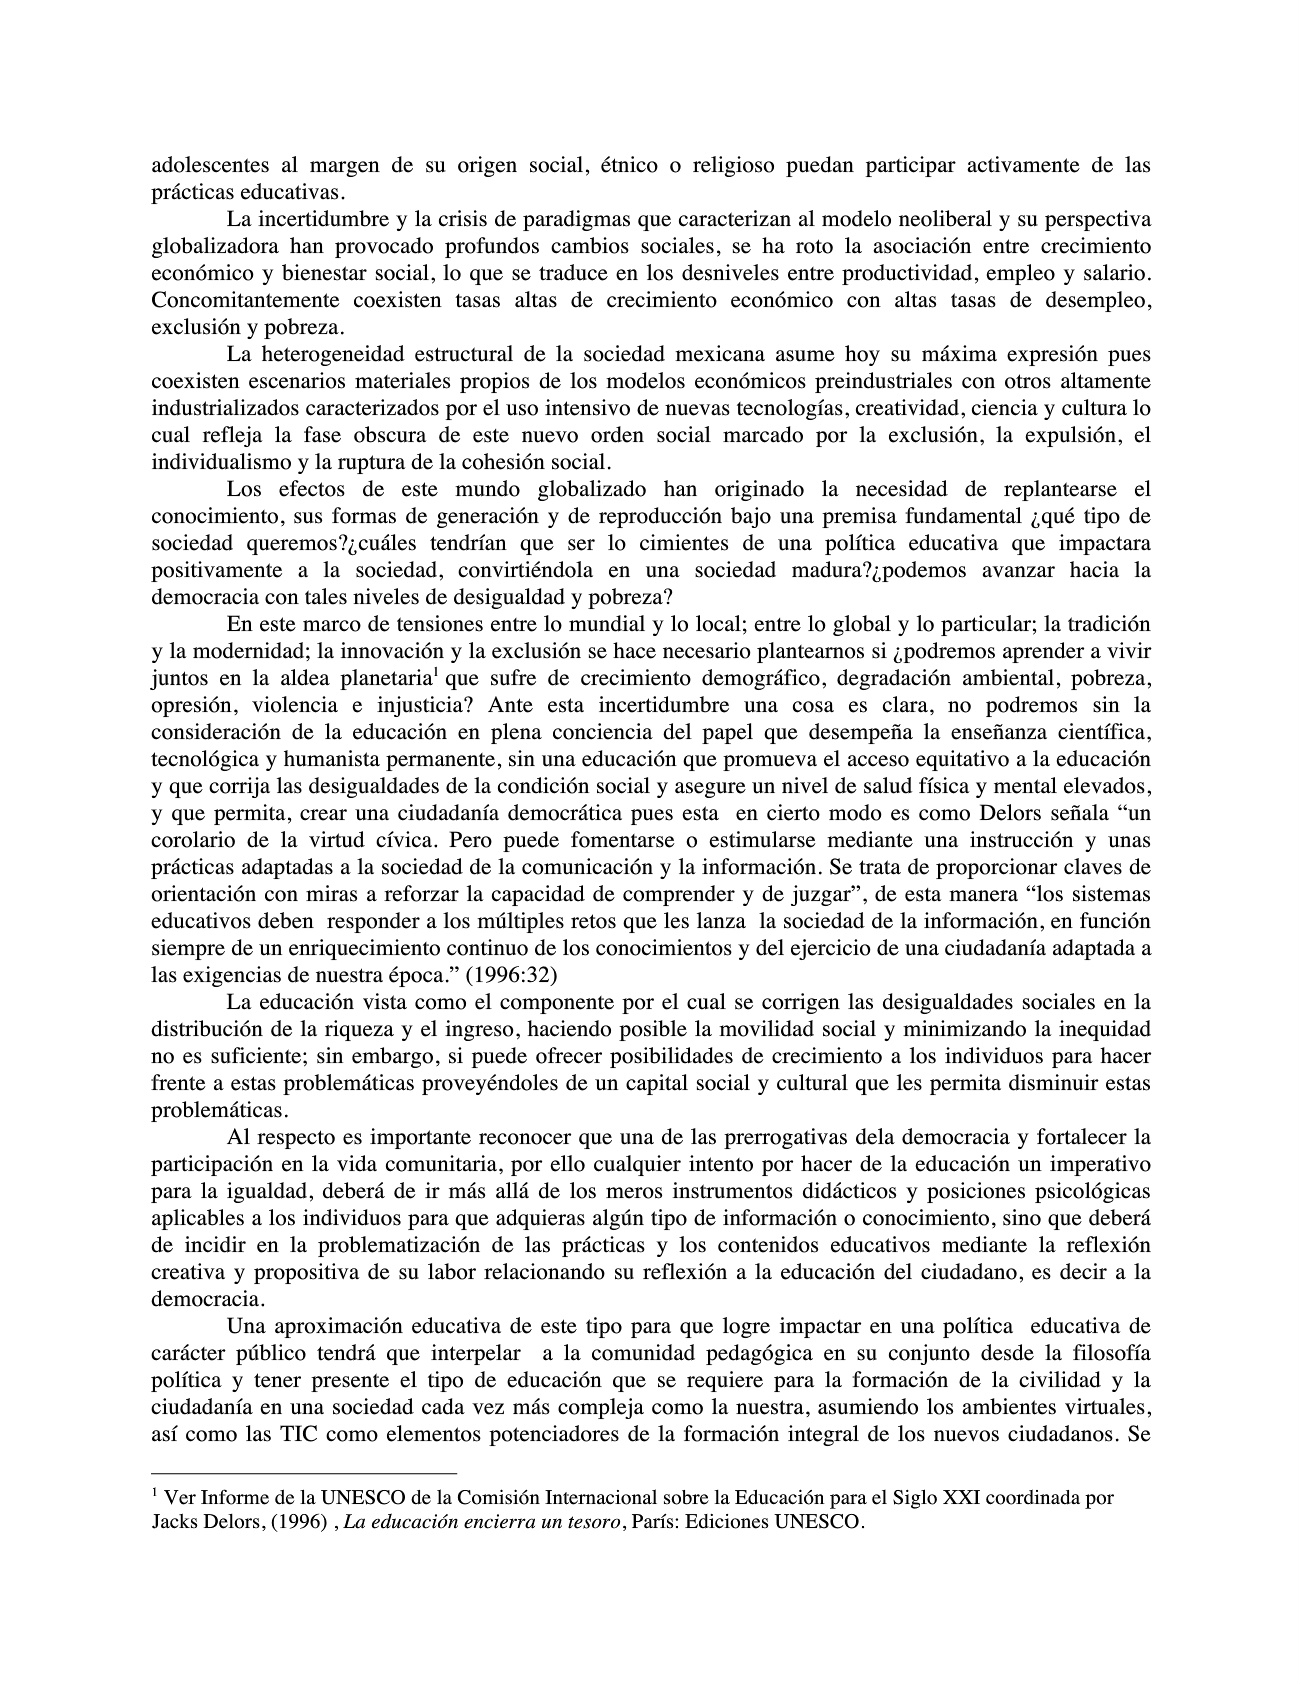 adolescentes al margen de su origen social, étnico o religioso puedan participar activamente de las
prácticas educativas.
La incertidumbre y la crisis de paradigmas que caracterizan al modelo neoliberal y su perspectiva
globalizadora han provocado profundos cambios sociales, se ha roto la asociación entre crecimiento
económico y bienestar social, lo que se traduce en los desniveles entre productividad, empleo y salario.
Concomitantemente coexisten tasas altas de crecimiento económico con altas tasas de desempleo,
exclusión y pobreza.
La heterogeneidad estructural de la sociedad mexicana asume hoy su máxima expresión pues
coexisten escenarios materiales propios de los modelos económicos preindustriales con otros altamente
industrializados caracterizados por el uso intensivo de nuevas tecnologías, creatividad, ciencia y cultura lo
cual refleja la fase obscura de este nuevo orden social marcado por la exclusión, la expulsión, el
individualismo y la ruptura de la cohesión social.
Los efectos de este mundo globalizado han originado la necesidad de replantearse el
conocimiento, sus formas de generación y de reproducción bajo una premisa fundamental ¿qué tipo de
sociedad queremos?¿cuáles tendrían que ser lo cimientes de una política educativa que impactara
positivamente a la sociedad, convirtiéndola en una sociedad madura?¿podemos avanzar hacia la
democracia con tales niveles de desigualdad y pobreza?
En este marco de tensiones entre lo mundial y lo local; entre lo global y lo particular; la tradición
y la modernidad; la innovación y la exclusión se hace necesario plantearnos si ¿podremos aprender a vivir
juntos en la aldea planetaria¹ que sufre de crecimiento demográfico, degradación ambiental, pobreza,
opresión, violencia e injusticia? Ante esta incertidumbre una cosa es clara, no podremos sin la
consideración de la educación en plena conciencia del papel que desempeña la enseñanza científica,
tecnológica y humanista permanente, sin una educación que promueva el acceso equitativo a la educación
y que corrija las desigualdades de la condición social y asegure un nivel de salud física y mental elevados,
y que permita, crear una ciudadanía democrática pues esta  en cierto modo es como Delors señala “un
corolario de la virtud cívica. Pero puede fomentarse o estimularse mediante una instrucción y unas
prácticas adaptadas a la sociedad de la comunicación y la información. Se trata de proporcionar claves de
orientación con miras a reforzar la capacidad de comprender y de juzgar”, de esta manera “los sistemas
educativos deben  responder a los múltiples retos que les lanza  la sociedad de la información, en función
siempre de un enriquecimiento continuo de los conocimientos y del ejercicio de una ciudadanía adaptada a
las exigencias de nuestra época.” (1996:32)
La educación vista como el componente por el cual se corrigen las desigualdades sociales en la
distribución de la riqueza y el ingreso, haciendo posible la movilidad social y minimizando la inequidad
no es suficiente; sin embargo, si puede ofrecer posibilidades de crecimiento a los individuos para hacer
frente a estas problemáticas proveyéndoles de un capital social y cultural que les permita disminuir estas
problemáticas.
Al respecto es importante reconocer que una de las prerrogativas dela democracia y fortalecer la
participación en la vida comunitaria, por ello cualquier intento por hacer de la educación un imperativo
para la igualdad, deberá de ir más allá de los meros instrumentos didácticos y posiciones psicológicas
aplicables a los individuos para que adquieras algún tipo de información o conocimiento, sino que deberá
de incidir en la problematización de las prácticas y los contenidos educativos mediante la reflexión
creativa y propositiva de su labor relacionando su reflexión a la educación del ciudadano, es decir a la
democracia.
Una aproximación educativa de este tipo para que logre impactar en una política  educativa de
carácter público tendrá que interpelar  a la comunidad pedagógica en su conjunto desde la filosofía
política y tener presente el tipo de educación que se requiere para la formación de la civilidad y la
ciudadanía en una sociedad cada vez más compleja como la nuestra, asumiendo los ambientes virtuales,
así como las TIC como elementos potenciadores de la formación integral de los nuevos ciudadanos. Se
¹ Ver Informe de la UNESCO de la Comisión Internacional sobre la Educación para el Siglo XXI coordinada por
Jacks Delors, (1996) , La educación encierra un tesoro, París: Ediciones UNESCO.